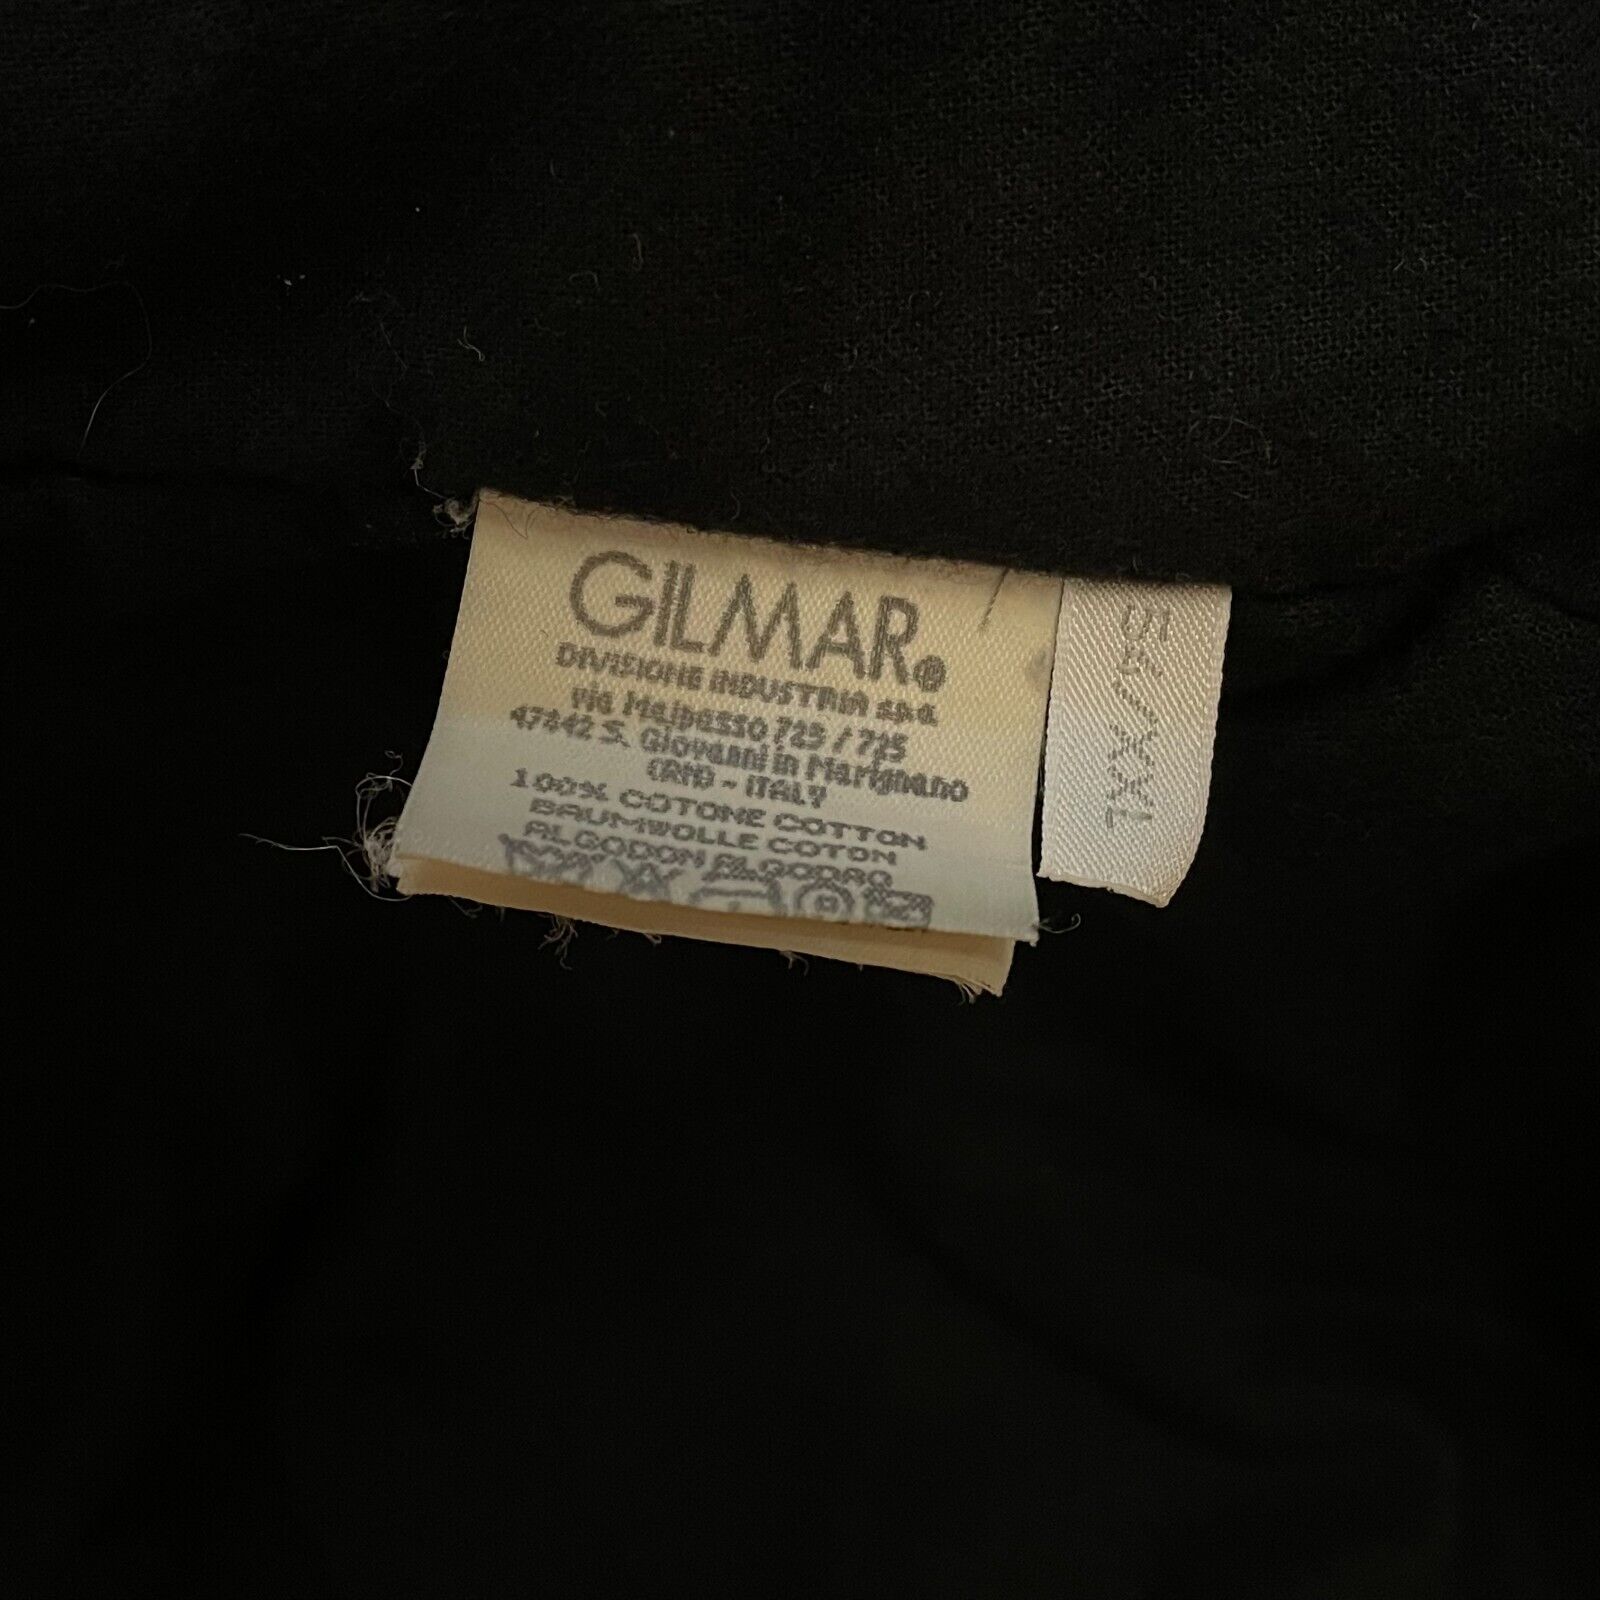 GILMAR®
DIVISIONE INDUSTRIA s.p.a.
via Malpasso 723 / 725
47842 S. Giovanni in Marignano
(RN) - ITALY
100% COTONE COTTON
BAUMWOLLE COTON
ALGODON ALGODAO
56/XXL